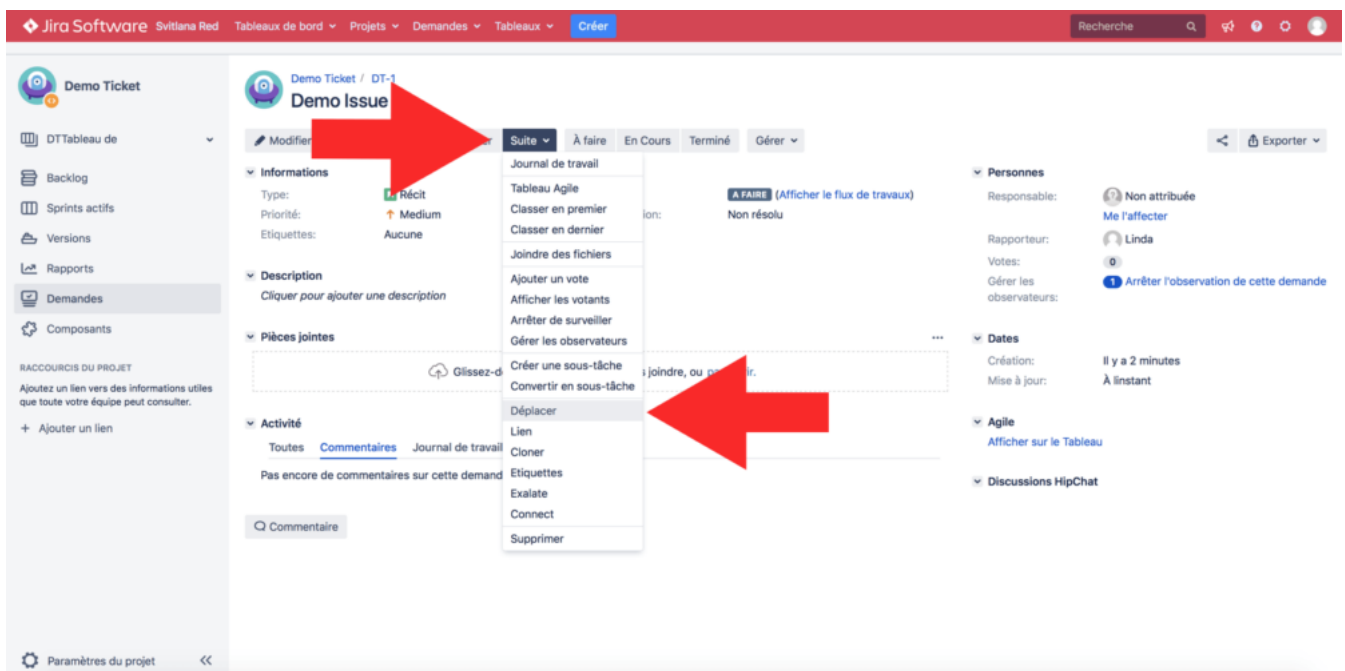 Jira Software Svitlana Red Tableaux de bord Projets Demandes Tableaux Créer Recherche
Demo Ticket
DTTableau de
Backlog
Sprints actifs
Versions
Rapports
Demandes
Composants
RACCOURCIS DU PROJET
Ajoutez un lien vers des informations utiles
que toute votre équipe peut consulter.
+ Ajouter un lien
Paramètres du projet
Demo Ticket / DT-1
Demo Issue
Modifier Suite À faire En Cours Terminé Gérer Exporter
Journal de travail
Tableau Agile
Classer en premier
Classer en dernier
Joindre des fichiers
Ajouter un vote
Afficher les votants
Arrêter de surveiller
Gérer les observateurs
Créer une sous-tâche
Convertir en sous-tâche
Déplacer
Lien
Cloner
Etiquettes
Exalate
Connect
Supprimer
Informations
Type: Récit
A FAIRE (Afficher le flux de travaux)
Priorité: Medium
ion: Non résolu
Etiquettes: Aucune
Description
Cliquer pour ajouter une description
Pièces jointes
Glissez-d joindre, ou pa ir.
Activité
Toutes Commentaires Journal de travail
Pas encore de commentaires sur cette demand
Commentaire
Personnes
Responsable: Non attribuée
Me l'affecter
Rapporteur: Linda
Votes: 0
Gérer les observateurs: 1 Arrêter l'observation de cette demande
Dates
Création: Il y a 2 minutes
Mise à jour: À linstant
Agile
Afficher sur le Tableau
Discussions HipChat